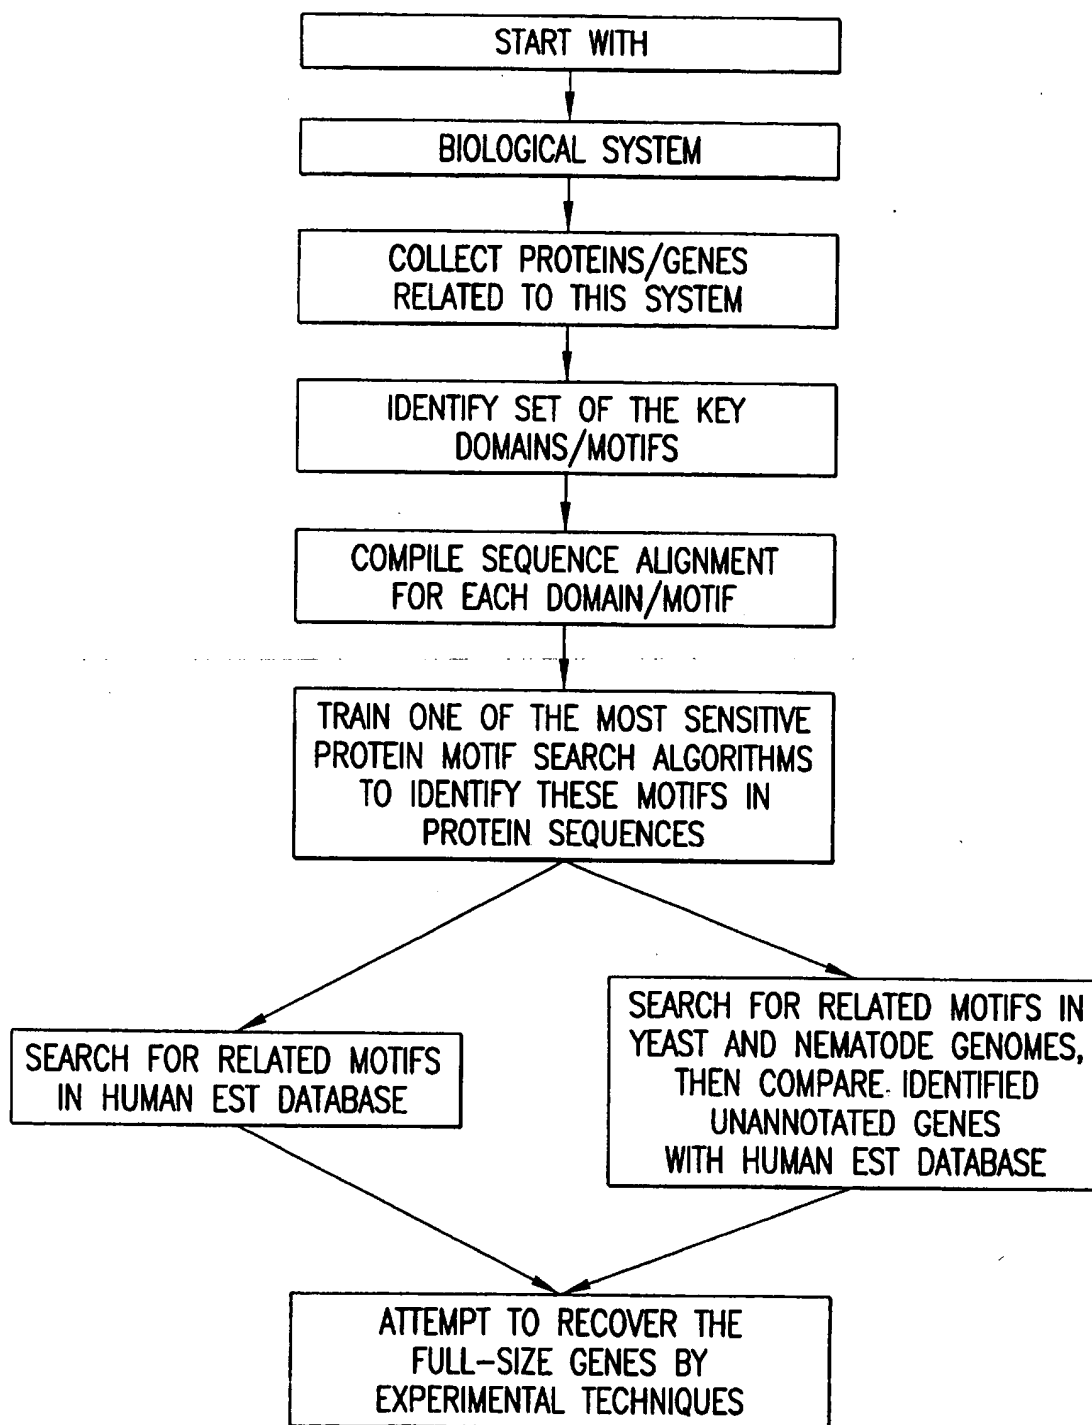 START WITH
BIOLOGICAL SYSTEM
COLLECT PROTEINS/GENES
RELATED TO THIS SYSTEM
IDENTIFY SET OF THE KEY
DOMAINS/MOTIFS
COMPILE SEQUENCE ALIGNMENT
FOR EACH DOMAIN/MOTIF
TRAIN ONE OF THE MOST SENSITIVE
PROTEIN MOTIF SEARCH ALGORITHMS
TO IDENTIFY THESE MOTIFS IN
PROTEIN SEQUENCES
SEARCH FOR RELATED MOTIFS
IN HUMAN EST DATABASE
SEARCH FOR RELATED MOTIFS IN
YEAST AND NEMATODE GENOMES,
THEN COMPARE IDENTIFIED
UNANNOTATED GENES
WITH HUMAN EST DATABASE
ATTEMPT TO RECOVER THE
FULL-SIZE GENES BY
EXPERIMENTAL TECHNIQUES